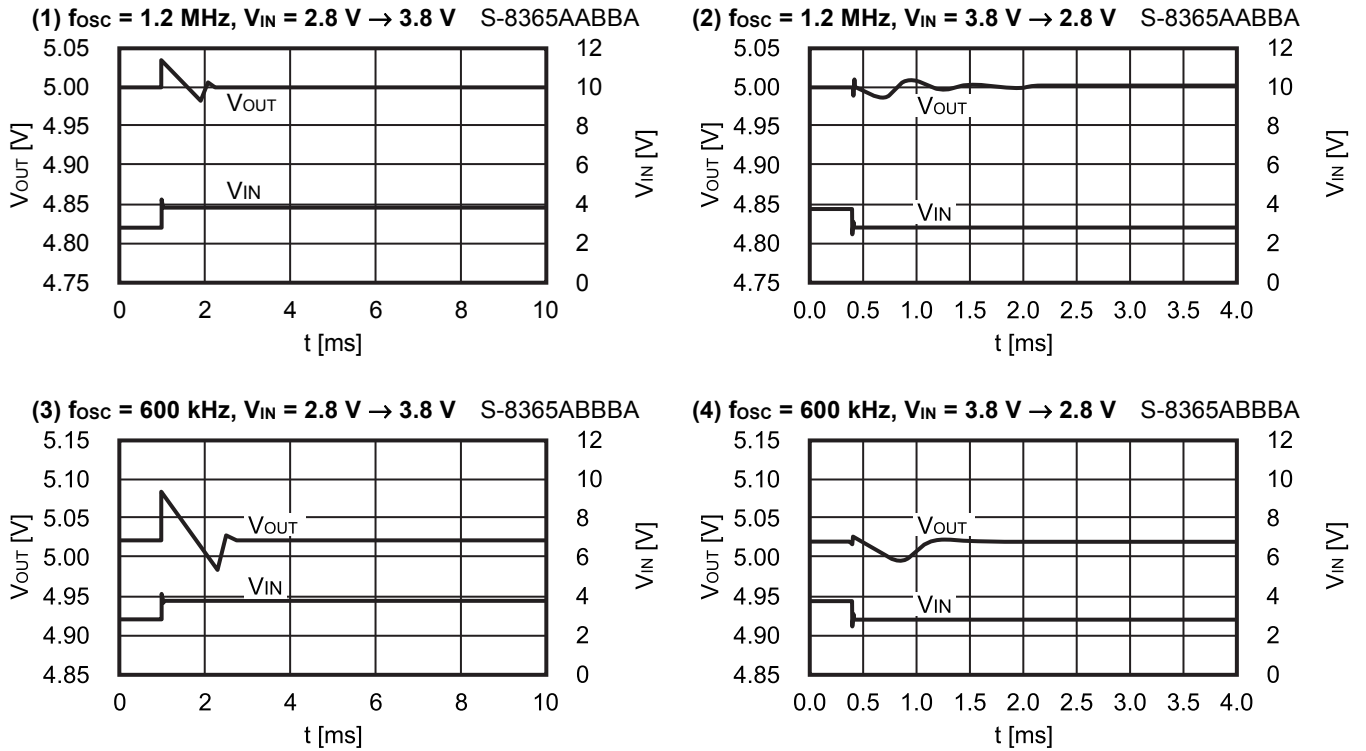 (1) fOSC = 1.2 MHz, VIN = 2.8 V → 3.8 V S-8365AABBA
5.05
5.00
4.95
4.90
4.85
4.80
4.75
VOUT [V]
12
10
8
6
4
2
0
VIN [V]
VOUT
VIN
0 2 4 6 8 10
t [ms]
(2) fOSC = 1.2 MHz, VIN = 3.8 V → 2.8 V S-8365AABBA
5.05
5.00
4.95
4.90
4.85
4.80
4.75
VOUT [V]
12
10
8
6
4
2
0
VIN [V]
VOUT
VIN
0.0 0.5 1.0 1.5 2.0 2.5 3.0 3.5 4.0
t [ms]
(3) fOSC = 600 kHz, VIN = 2.8 V → 3.8 V S-8365ABBBA
5.15
5.10
5.05
5.00
4.95
4.90
4.85
VOUT [V]
12
10
8
6
4
2
0
VIN [V]
VOUT
VIN
0 2 4 6 8 10
t [ms]
(4) fOSC = 600 kHz, VIN = 3.8 V → 2.8 V S-8365ABBBA
5.15
5.10
5.05
5.00
4.95
4.90
4.85
VOUT [V]
12
10
8
6
4
2
0
VIN [V]
VOUT
VIN
0.0 0.5 1.0 1.5 2.0 2.5 3.0 3.5 4.0
t [ms]